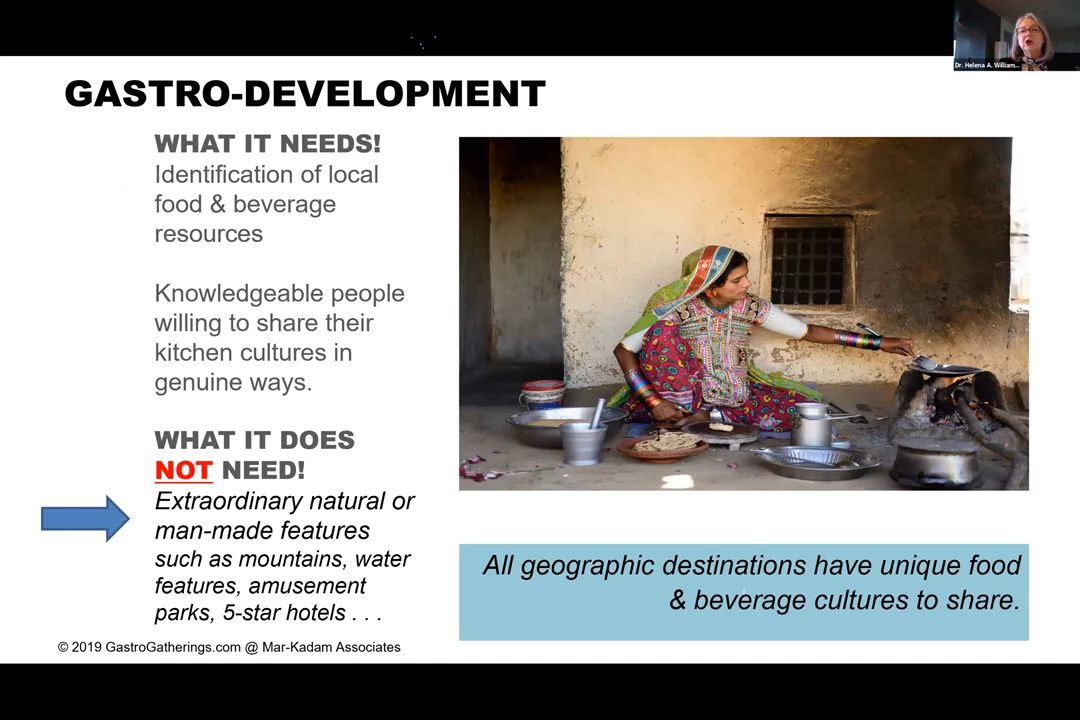 Dr. Helena A. William...
GASTRO-DEVELOPMENT
WHAT IT NEEDS!
Identification of local
food & beverage
resources
Knowledgeable people
willing to share their
kitchen cultures in
genuine ways.
WHAT IT DOES
NOT NEED!
Extraordinary natural or
man-made features
such as mountains, water
features, amusement
parks, 5-star hotels . . .
All geographic destinations have unique food
& beverage cultures to share.
© 2019 GastroGatherings.com @ Mar-Kadam Associates